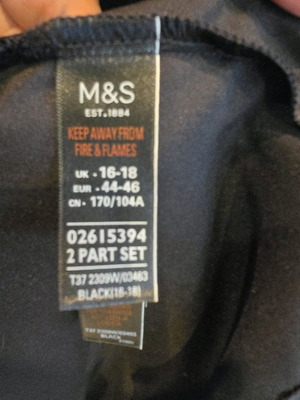 M&S
EST. 1884
KEEP AWAY FROM
FIRE & FLAMES
UK • 16-18
EUR • 44-46
CN • 170/104A
02615394
2 PART SET
T37 2309W/03463
BLACK(16-18)
BLACK